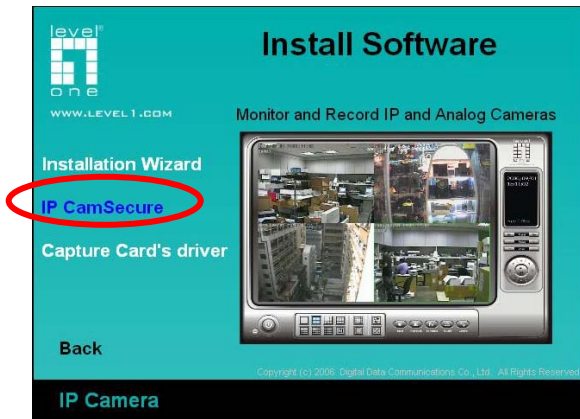 level
one
WWW.LEVEL1.COM
Install Software
Monitor and Record IP and Analog Cameras
Installation Wizard
IP CamSecure
Capture Card's driver
Back
Copyright (c) 2006. Digital Data Communications Co., Ltd. All Rights Reserved
IP Camera